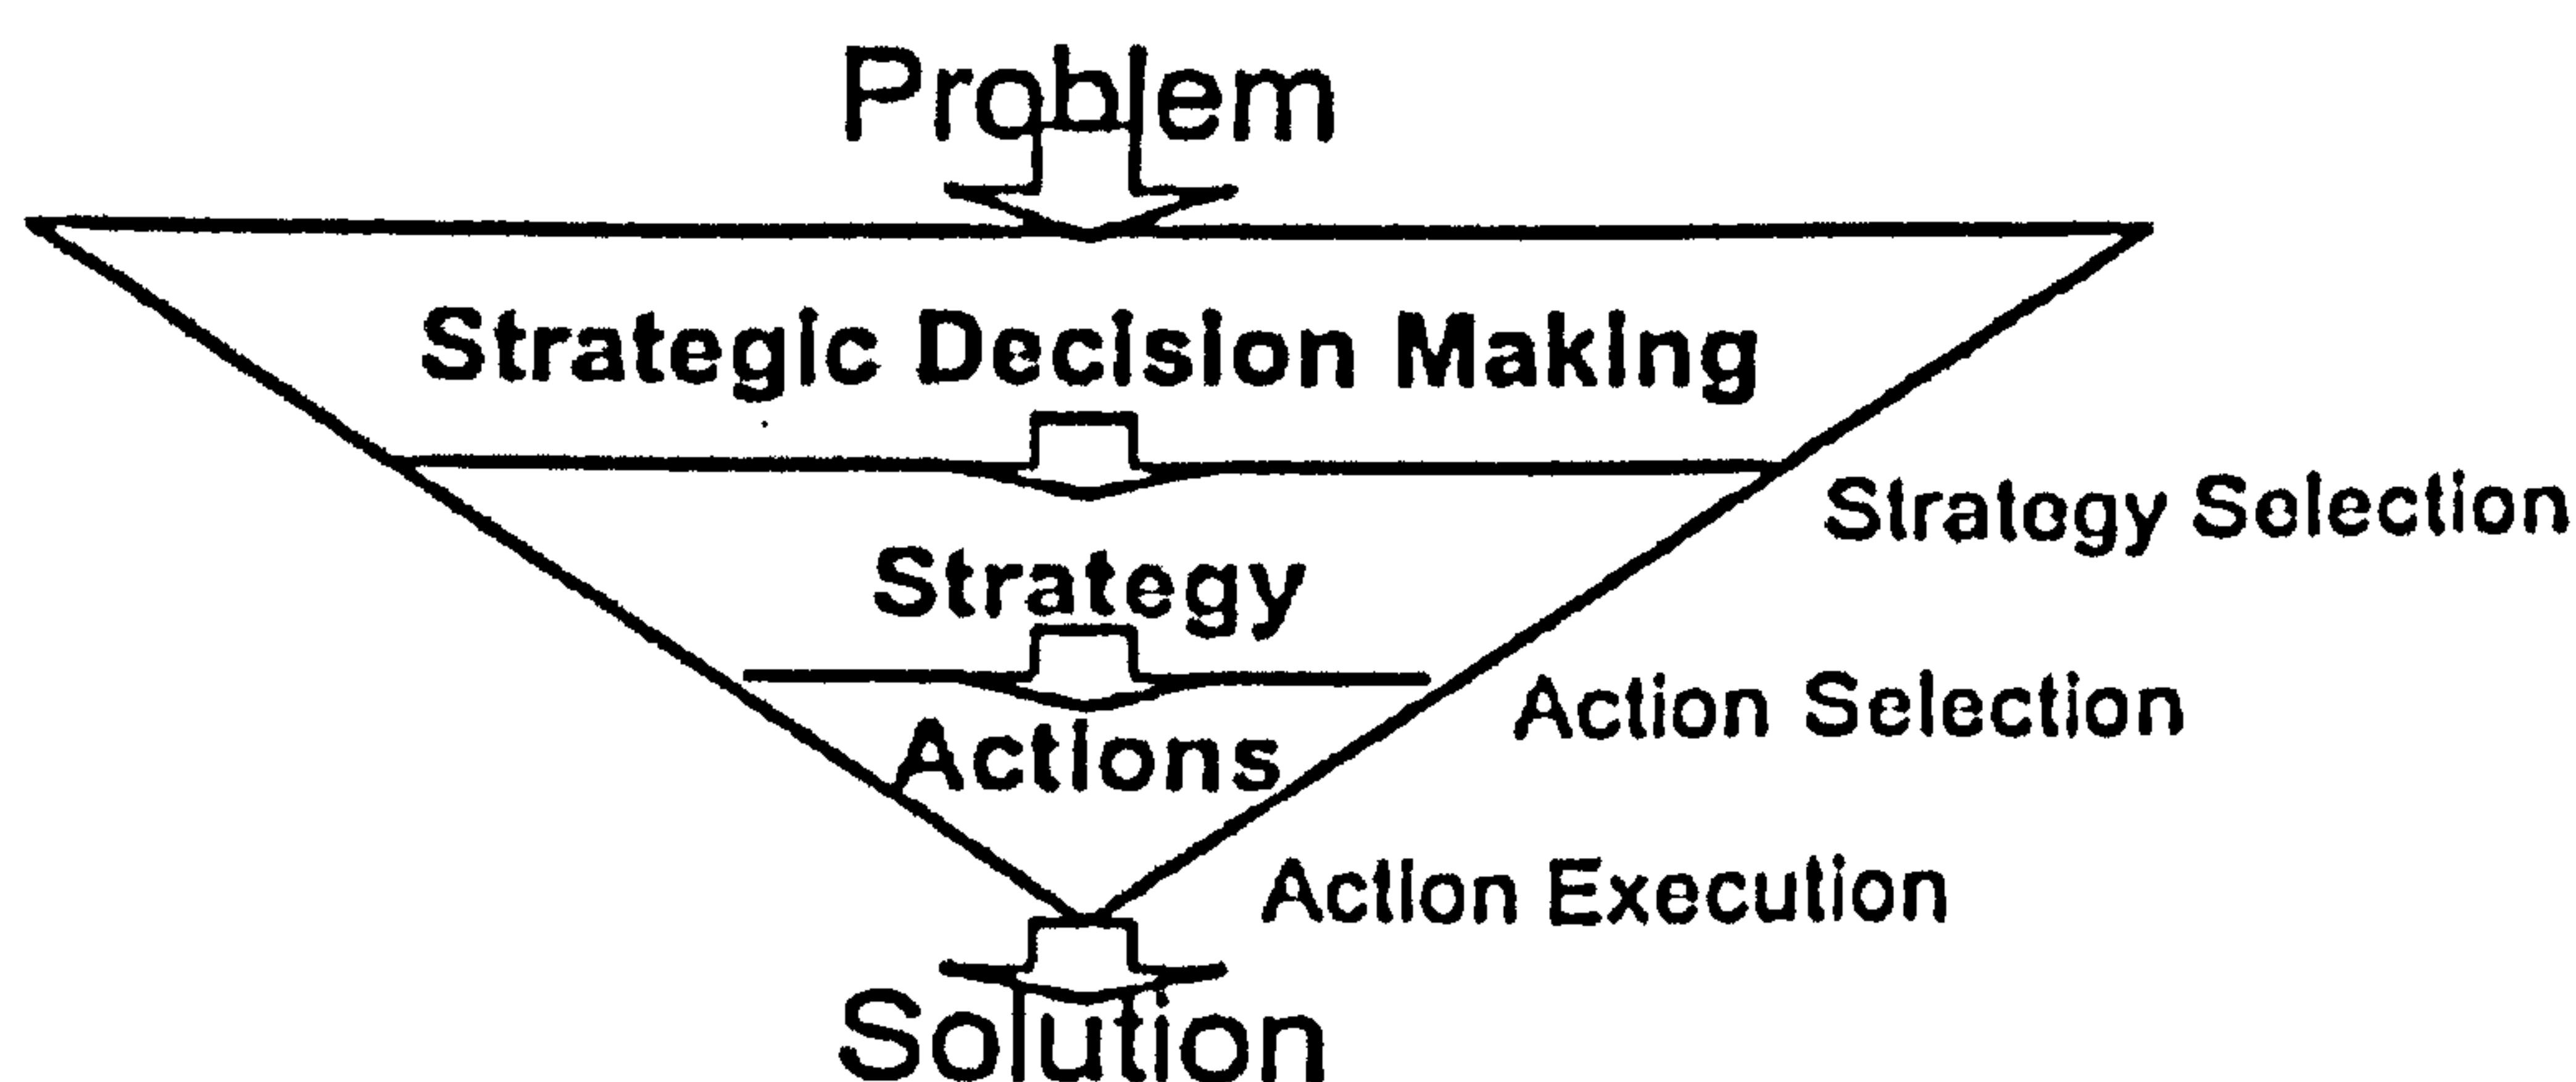 Problem
Strategic Decision Making
Strategy Selection
Strategy
Action Selection
Actions
Action Execution
Solution